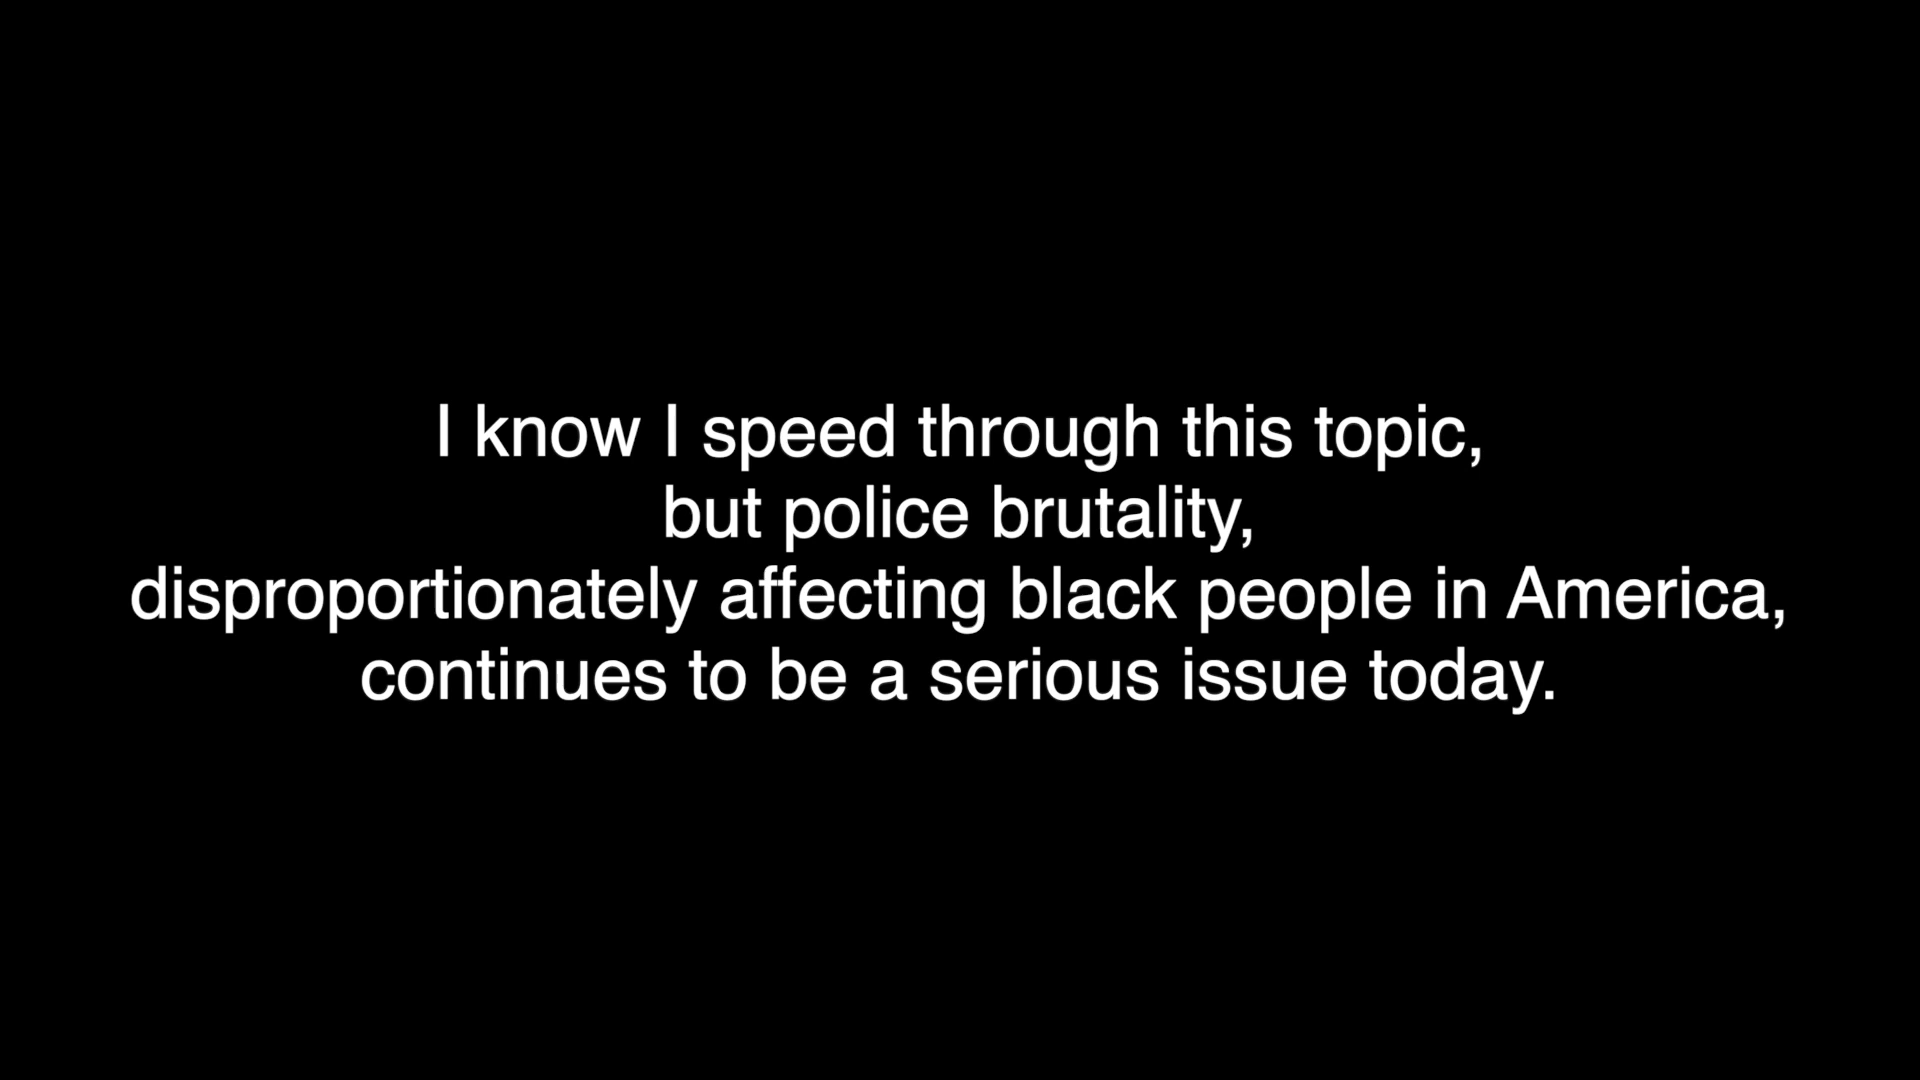 I know I speed through this topic,
but police brutality,
disproportionately affecting black people in America,
continues to be a serious issue today.